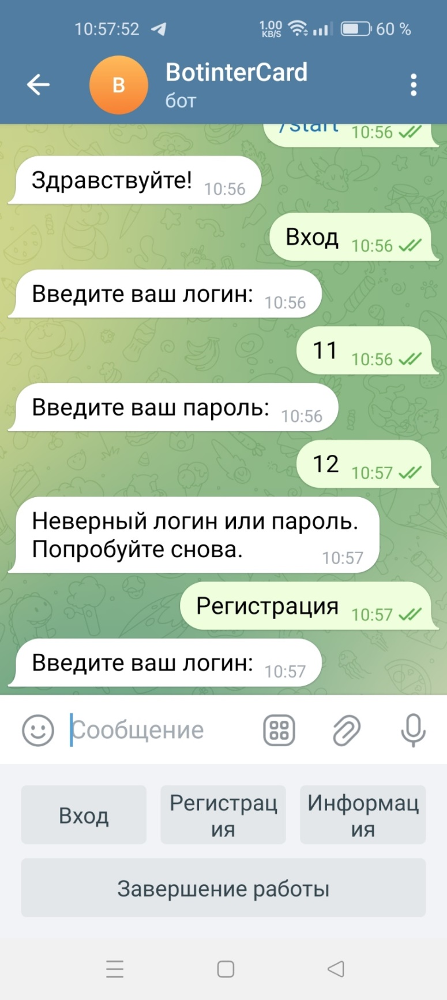 10:57:52
1.00
KB/S
60 %
B
BotinterCard
бот
/start 10:56
Здравствуйте! 10:56
Вход 10:56
Введите ваш логин: 10:56
11 10:56
Введите ваш пароль: 10:56
12 10:57
Неверный логин или пароль.
Попробуйте снова. 10:57
Регистрация 10:57
Введите ваш логин: 10:57
Сообщение
Вход
Регистрац
ия
Информац
ия
Завершение работы